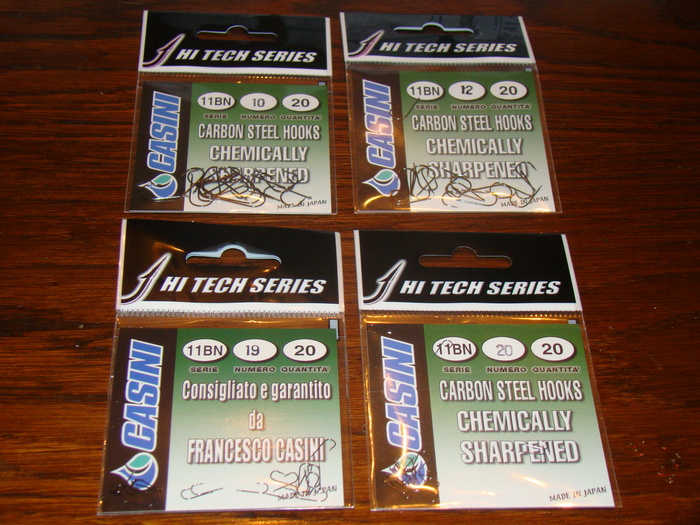 HI TECH SERIES
CASINI
11BN 10 20
SERIE NUMERO QUANTITA'
CARBON STEEL HOOKS
CHEMICALLY
SHARPENED
MADE IN JAPAN
HI TECH SERIES
CASINI
11BN 12 20
SERIE NUMERO QUANTITA'
CARBON STEEL HOOKS
CHEMICALLY
SHARPENED
MADE IN JAPAN
HI TECH SERIES
CASINI
11BN 19 20
SERIE NUMERO QUANTITA'
Consigliato e garantito
da
FRANCESCO CASINI
MADE IN JAPAN
HI TECH SERIES
CASINI
11BN 20 20
SERIE NUMERO QUANTITA'
CARBON STEEL HOOKS
CHEMICALLY
SHARPENED
MADE IN JAPAN